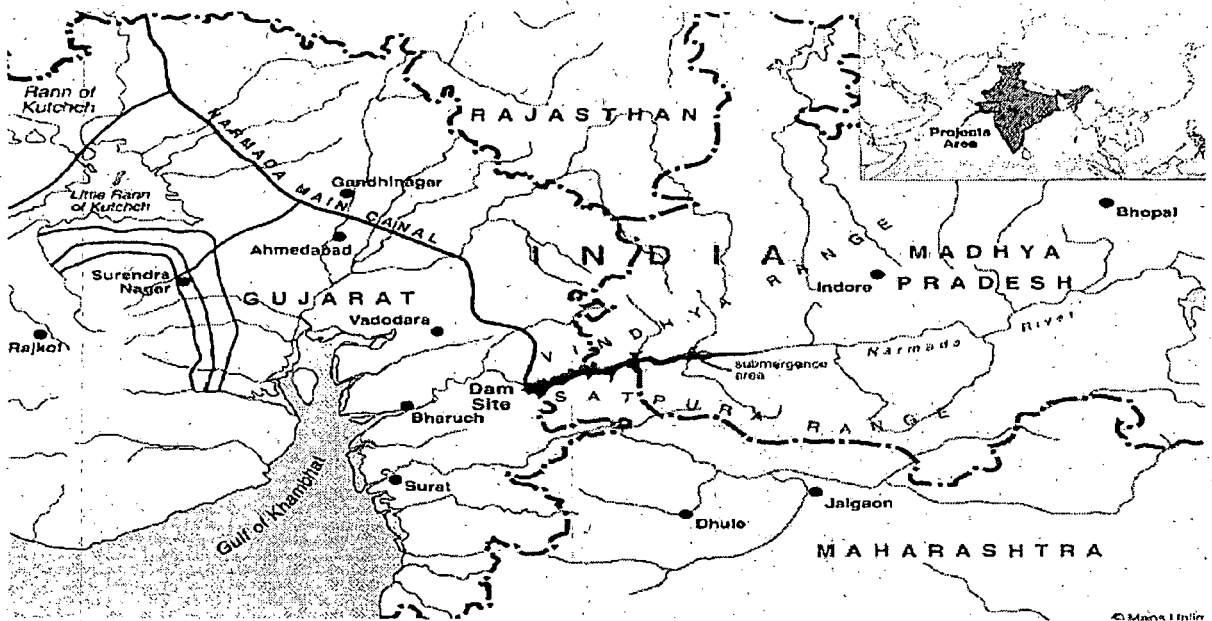 Rann of
Kutchch
NARMADA MAIN CANAL
RAJASTHAN
Projects
Area
Little Rann
of Kutchch
Gandhinagar
Ahmedabad
Bhopal
INDIA
MADHYA
PRADESH
Surendra
Nagar
GUJARAT
Indore
Vadodara
Rajkot
VINDHYA RANGE
Narmada River
submergence
area
Dam
Site
SATPURA RANGE
Bharuch
Surat
Gulf of Khambhat
Dhule
Jalgaon
MAHARASHTRA
© Maps